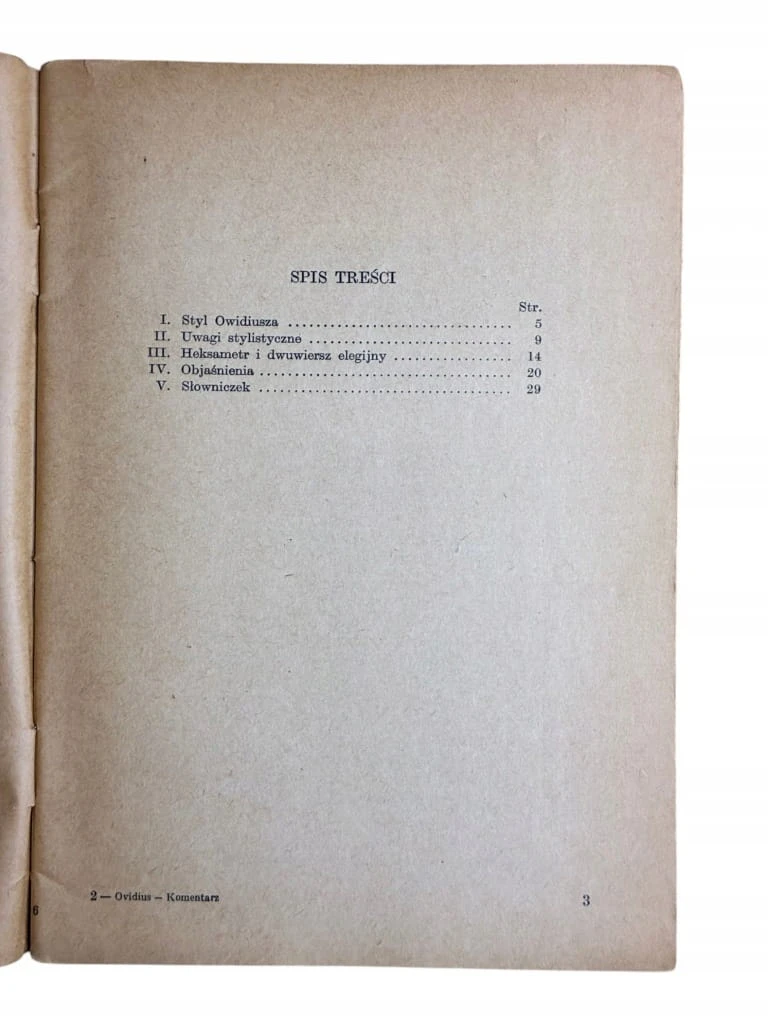 SPIS TREŚCI
Str.
I. Styl Owidiusza ........................................ 5
II. Uwagi stylistyczne .................................... 9
III. Heksametr i dwuwiersz elegijny .................... 14
IV. Objaśnienia ............................................ 20
V. Słowniczek ............................................ 29
2 — Ovidius — Komentarz
3
6